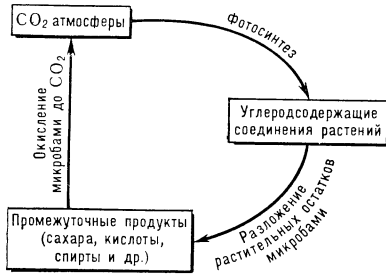 CO₂ атмосферы
Фотосинтез
Углеродсодержащие
соединения растений
Разложение
растительных остатков
микробами
Промежуточные продукты
(сахара, кислоты,
спирты и др.)
Окисление
микробами до CO₂